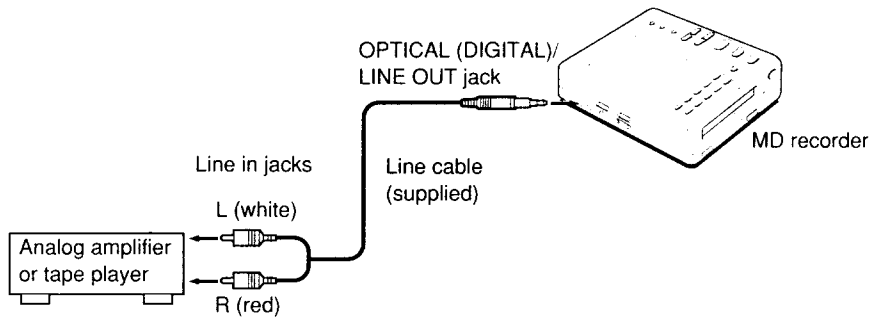 OPTICAL (DIGITAL)/
LINE OUT jack
MD recorder
Line in jacks
Line cable
(supplied)
L (white)
Analog amplifier
or tape player
R (red)